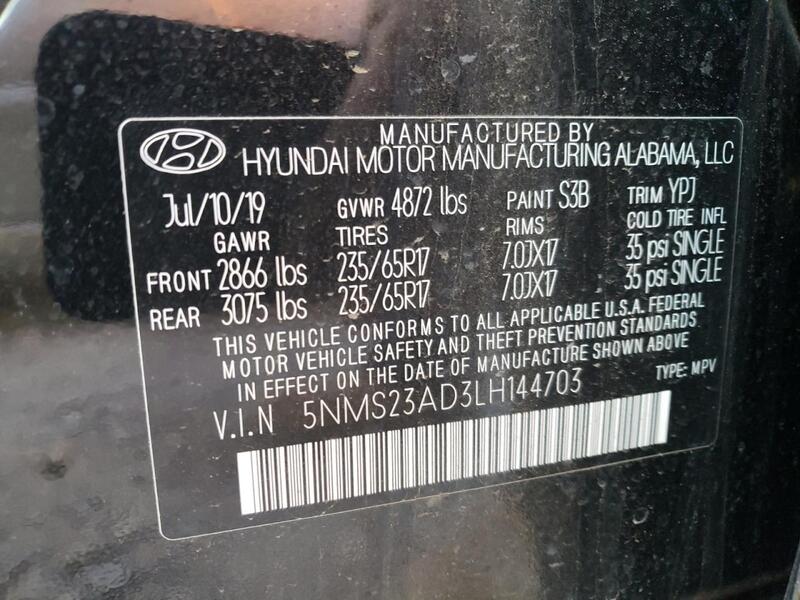 MANUFACTURED BY
HYUNDAI MOTOR MANUFACTURING ALABAMA, LLC
Jul/10/19 GVWR 4872 lbs PAINT S3B TRIM YPJ
GAWR TIRES RIMS COLD TIRE INFL
FRONT 2866 lbs 235/65R17 7.0JX17 35 psi SINGLE
REAR 3075 lbs 235/65R17 7.0JX17 35 psi SINGLE
THIS VEHICLE CONFORMS TO ALL APPLICABLE U.S.A. FEDERAL
MOTOR VEHICLE SAFETY AND THEFT PREVENTION STANDARDS
IN EFFECT ON THE DATE OF MANUFACTURE SHOWN ABOVE
V.I.N 5NMS23AD3LH144703 TYPE: MPV